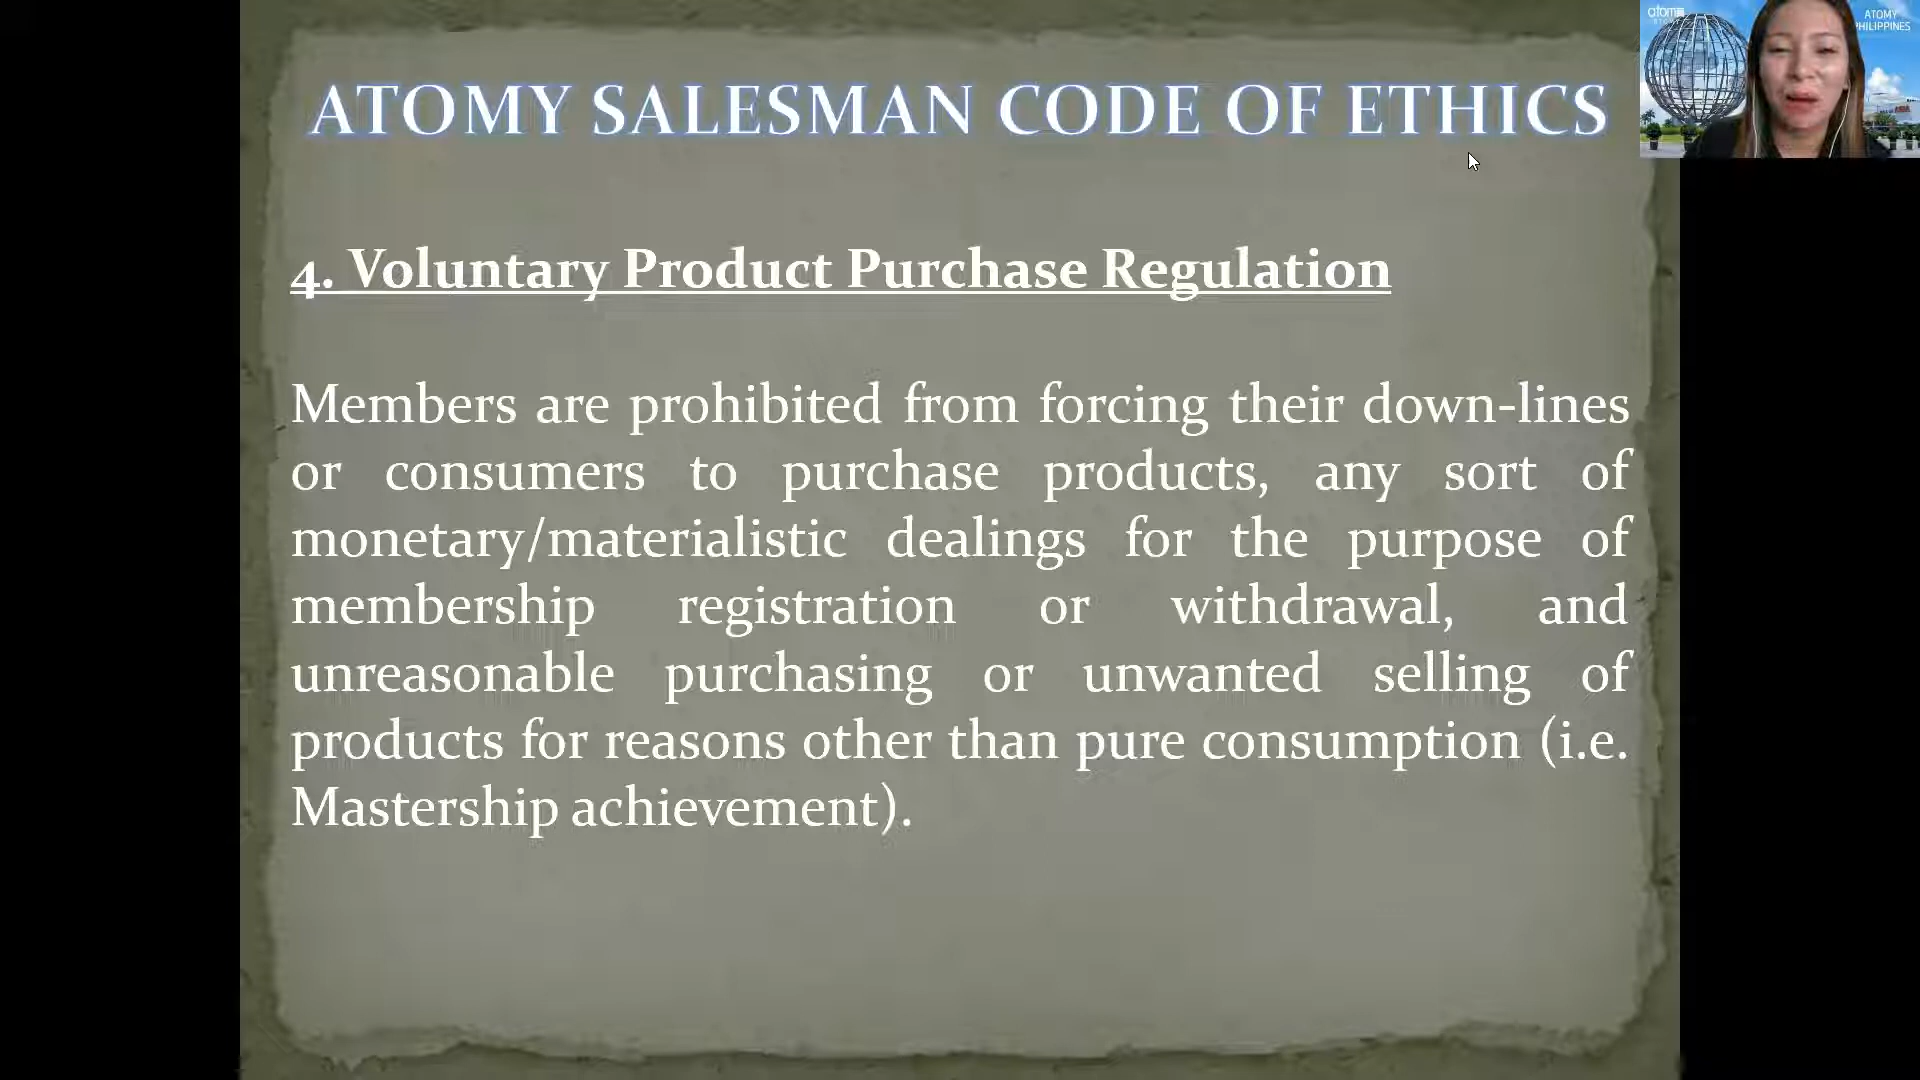 ATOMY SALESMAN CODE OF ETHICS
atom
ATOMY
PHILIPPINES
4. Voluntary Product Purchase Regulation
Members are prohibited from forcing their down-lines
or consumers to purchase products, any sort of
monetary/materialistic dealings for the purpose of
membership registration or withdrawal, and
unreasonable purchasing or unwanted selling of
products for reasons other than pure consumption (i.e.
Mastership achievement).